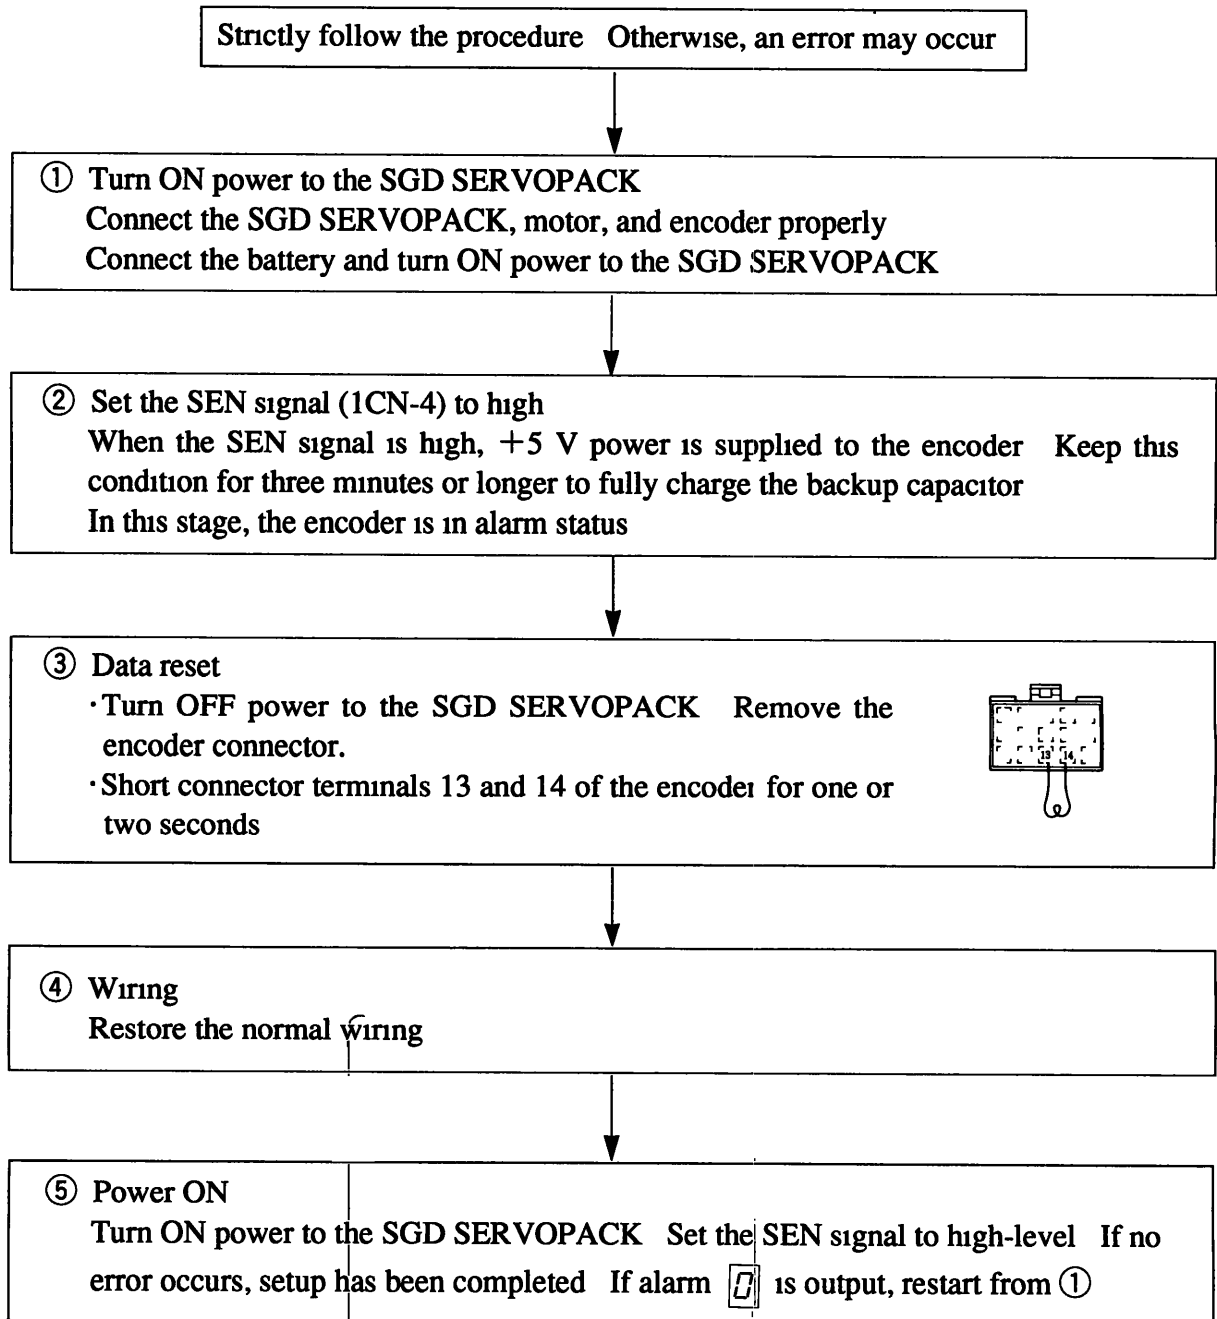 Strictly follow the procedure Otherwise, an error may occur
① Turn ON power to the SGD SERVOPACK
Connect the SGD SERVOPACK, motor, and encoder properly
Connect the battery and turn ON power to the SGD SERVOPACK
② Set the SEN signal (1CN-4) to high
When the SEN signal is high, +5 V power is supplied to the encoder Keep this
condition for three minutes or longer to fully charge the backup capacitor
In this stage, the encoder is in alarm status
③ Data reset
·Turn OFF power to the SGD SERVOPACK Remove the
encoder connector.
·Short connector terminals 13 and 14 of the encoder for one or
two seconds
13 14
④ Wiring
Restore the normal wiring
⑤ Power ON
Turn ON power to the SGD SERVOPACK Set the SEN signal to high-level If no
error occurs, setup has been completed If alarm 0 is output, restart from ①